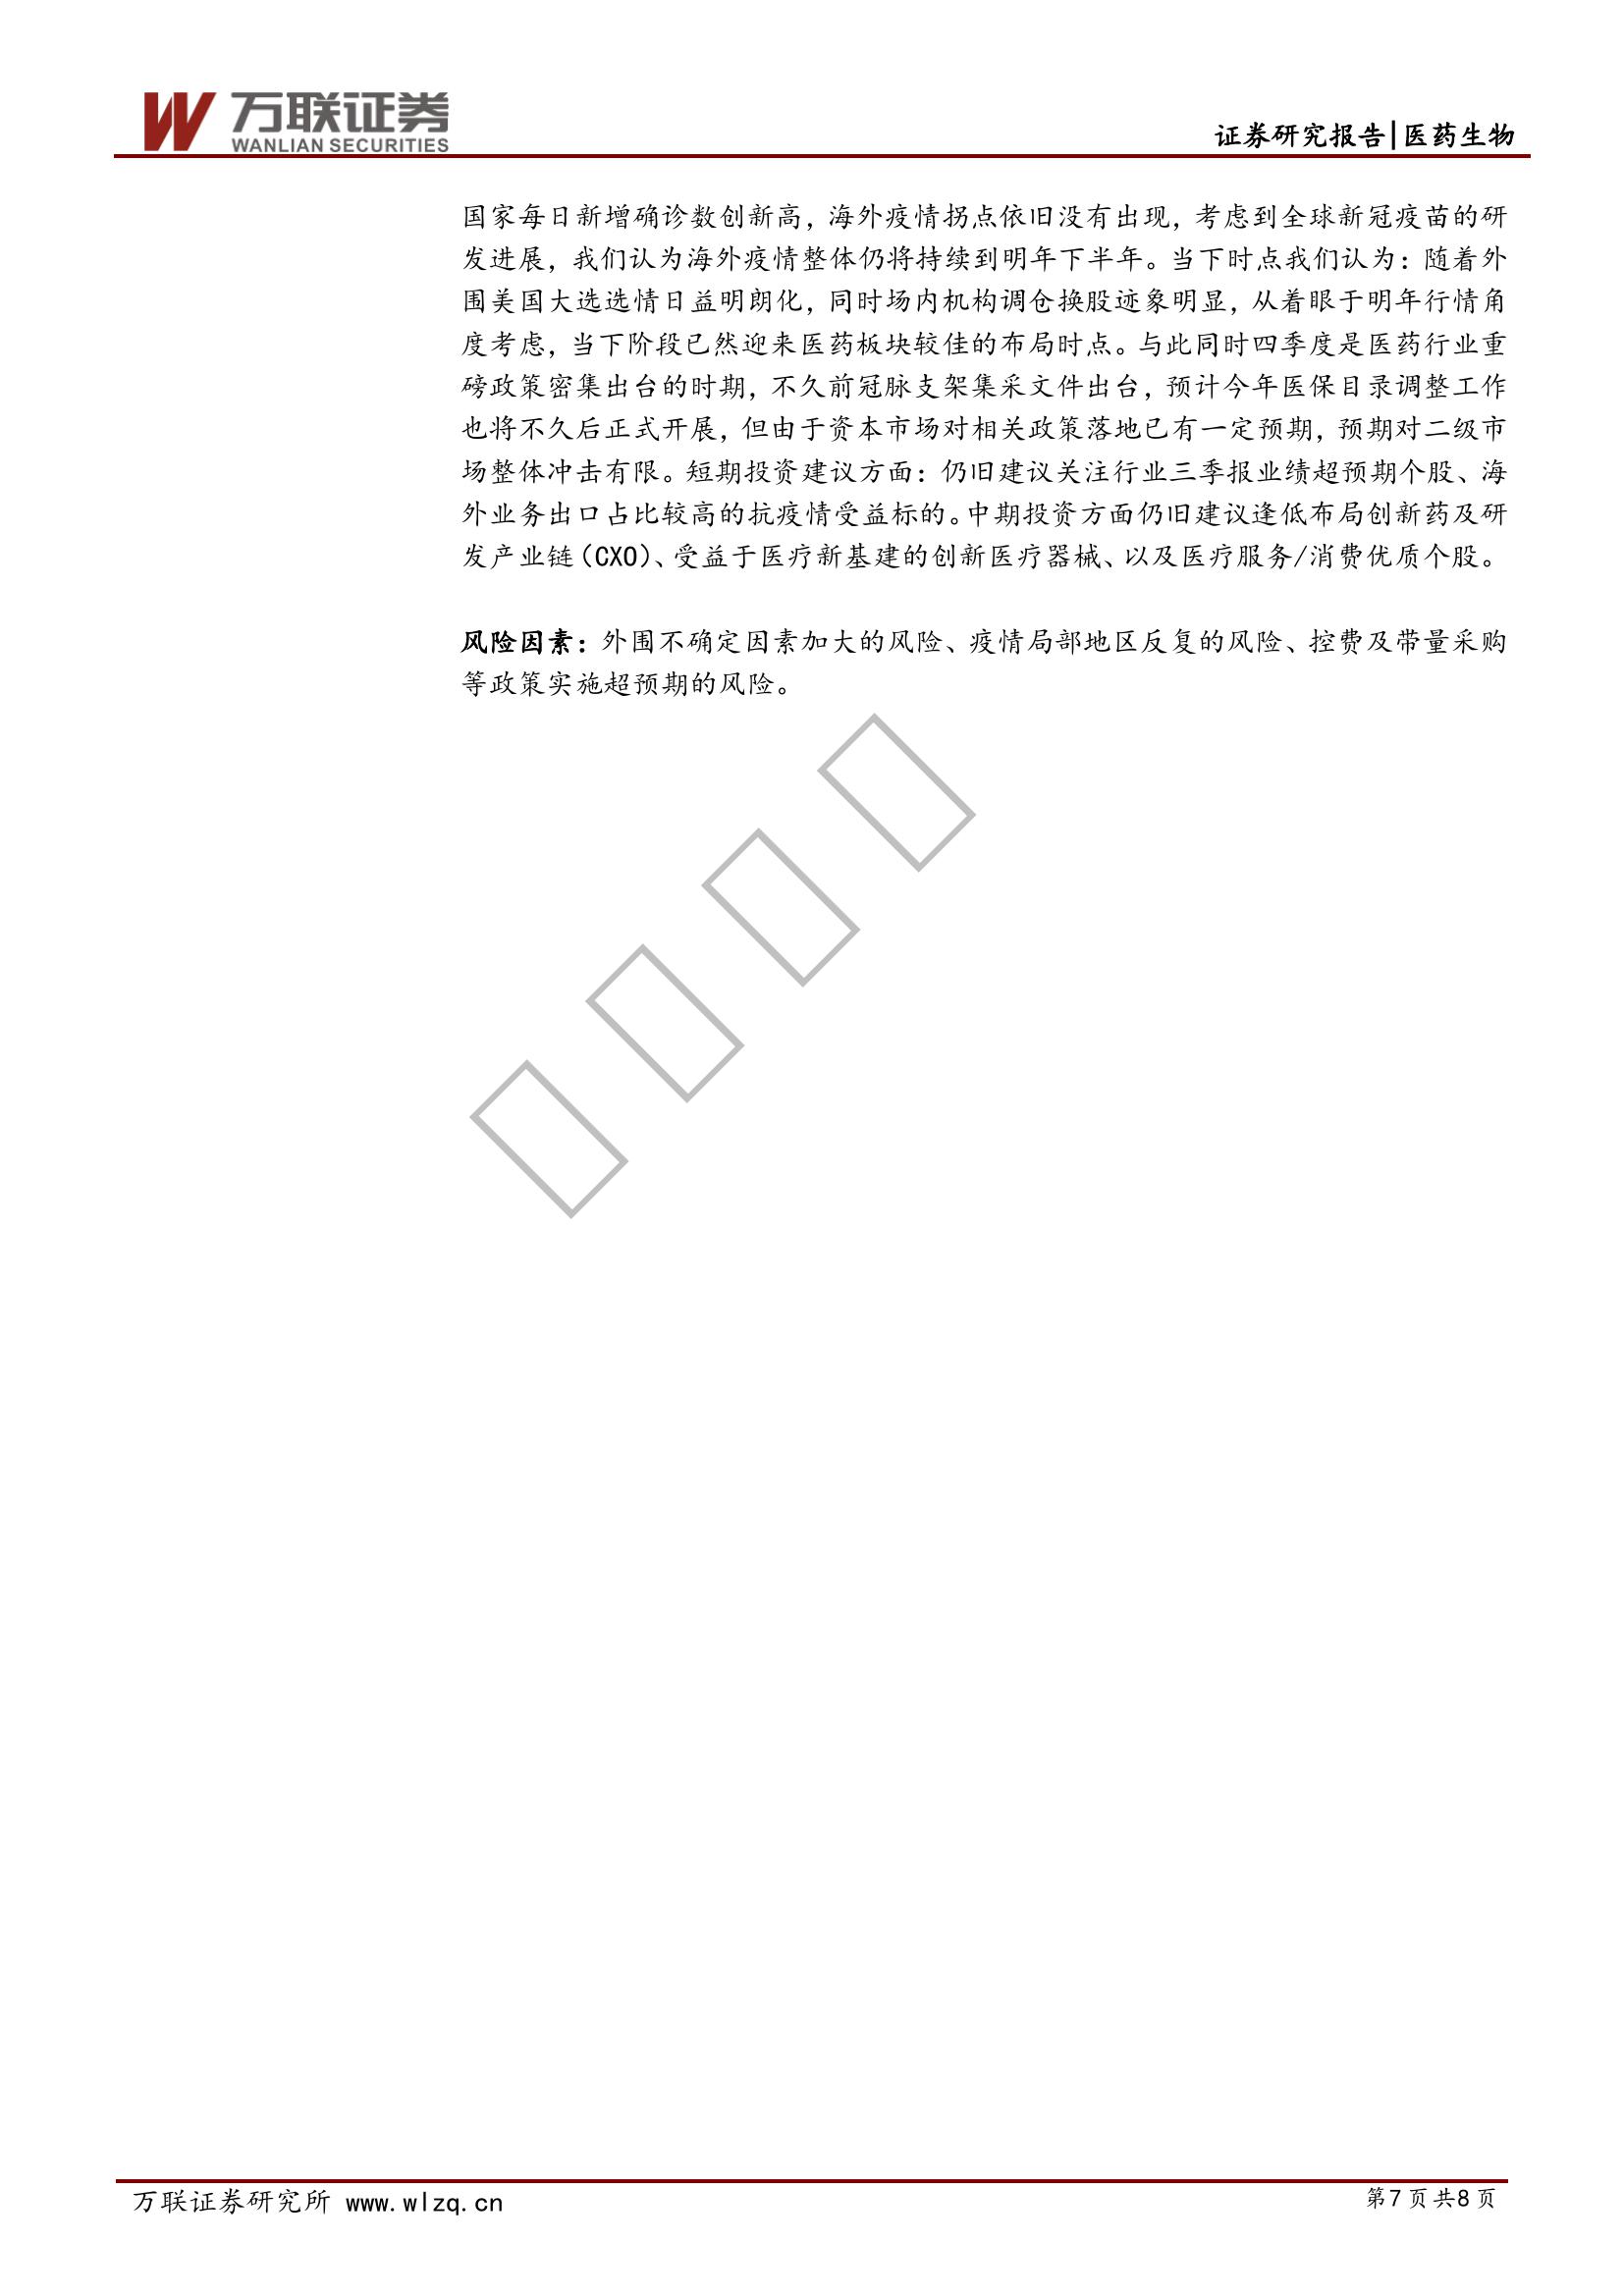 万联证券
WANLIAN SECURITIES
证券研究报告|医药生物
国家每日新增确诊数创新高，海外疫情拐点依旧没有出现，考虑到全球新冠疫苗的研
发进展，我们认为海外疫情整体仍将持续到明年下半年。当下时点我们认为：随着外
围美国大选选情日益明朗化，同时场内机构调仓换股迹象明显，从着眼于明年行情角
度考虑，当下阶段已然迎来医药板块较佳的布局时点。与此同时四季度是医药行业重
磅政策密集出台的时期，不久前冠脉支架集采文件出台，预计今年医保目录调整工作
也将不久后正式开展，但由于资本市场对相关政策落地已有一定预期，预期对二级市
场整体冲击有限。短期投资建议方面：仍旧建议关注行业三季报业绩超预期个股、海
外业务出口占比较高的抗疫情受益标的。中期投资方面仍旧建议逢低布局创新药及研
发产业链（CXO）、受益于医疗新基建的创新医疗器械、以及医疗服务/消费优质个股。
风险因素：外围不确定因素加大的风险、疫情局部地区反复的风险、控费及带量采购
等政策实施超预期的风险。
万联证券研究所 www.wlzq.cn
第7页共8页